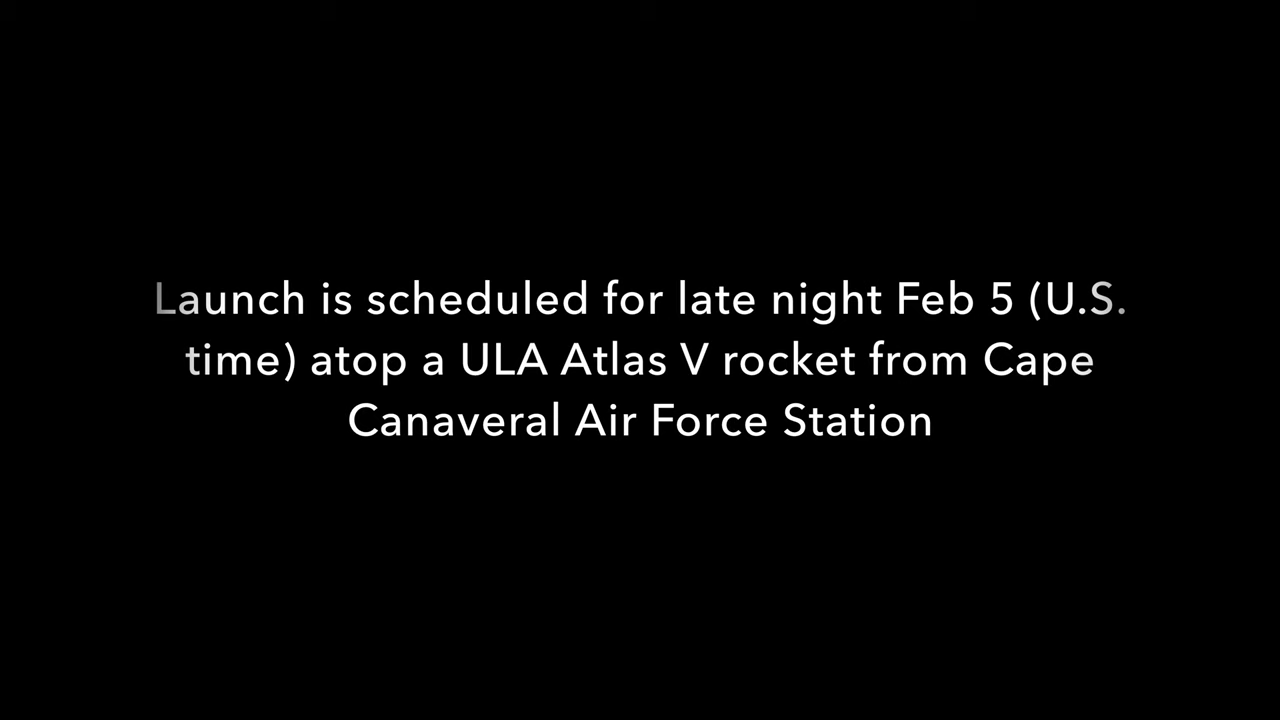 Launch is scheduled for late night Feb 5 (U.S.
time) atop a ULA Atlas V rocket from Cape
Canaveral Air Force Station